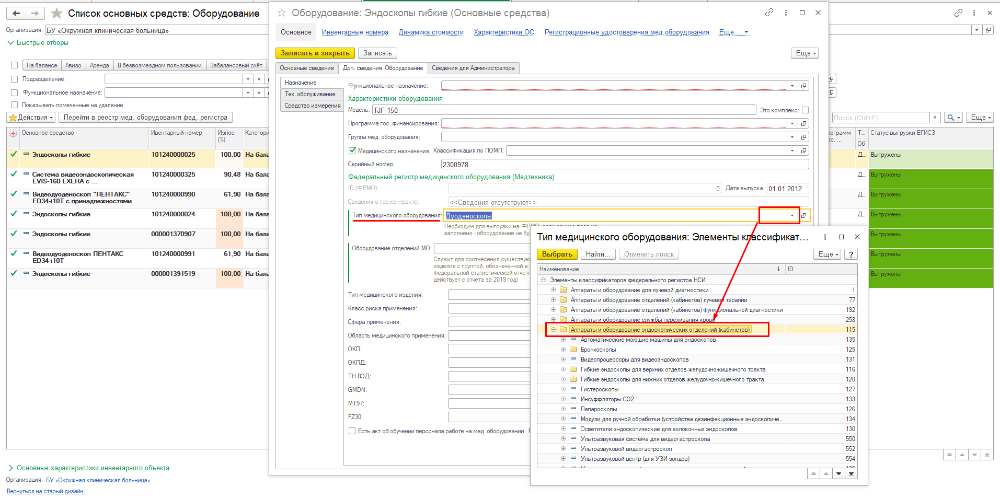 Список основных средств: Оборудование
Организация:
БУ «Окружная клиническая больница»
Быстрые отборы
На балансе
Авизо
Аренда
В безвозмездном пользовании
Забалансовый счёт
Подразделение:
Функциональное назначение:
Показывать помеченные на удаление
Действия
Перейти в реестр мед. оборудования фед. регистра
Поиск (Ctrl+F)
Еще
Основное средство
Ивентарный номер
Износ (%)
Категори
Т...
Об
Статус выгрузки ЕГИСЗ
Эндоскопы гибкие 101240000025 100,00 На бала Д... Выгружены
Система видеоэндоскопическая EVIS-160 EXERA с ... 101240000325 90,48 На бала Д... Выгружены
Видеодуоденоскоп "ПЕНТАКС" ED34-i10T с принадлежностями 101240000990 61,90 На бала Д... Выгружены
Эндоскопы гибкие 101240000024 100,00 На бала Д... Выгружены
Эндоскопы гибкие 000001370907 100,00 На бала Выгружены
Видеодуоденоскоп ПЕНТАКС ED34-i10T 101240000991 61,90 На бала Выгружены
Эндоскопы гибкие 000001391519 100,00 На бала Выгружены
Основные характеристики инвентарного объекта
Организация: БУ «Окружная клиническая больница»
Вернуться на старый дизайн
Оборудование: Эндоскопы гибкие (Основные средства)
Основное
Инвентарные номера
Динамика стоимости
Характеристики ОС
Регистрационные удостоверения мед.оборудования
Еще...
Записать и закрыть
Записать
Еще
Основные сведения
Доп. сведения: Оборудование
Сведения для Администратора
Назначение
Тех. обслуживание
Средство измерения
Функциональное назначение:
Характеристики оборудования
Модель: TJF-150
Это комплекс:
Программа гос. финансирования:
Группа мед. оборудования:
Медицинского назначения
Классификация по ПОМП:
Серийный номер: 2300978
Федеральный регистр медицинского оборудования (Медтехника)
ID (ФРМО): 0
Дата выпуска: 01.01.2012
Сведения о гос.контракте: <<Сведения отсутствуют>>
Тип медицинского оборудования: Дуоденоскопы
Необходим для выгрузки на
заполнено - оборудование не бу
Оборудование отделений МО:
Служит для соотнесения существую
изделия с группой, обозначенной в
Федеральной статистической отчетн
действует с отчета за 2019 год)
Тип медицинского изделия:
Класс риска применения:
Сфера применения:
Область медицинского применения:
ОКП:
ОКПД:
ТН ВЭД:
GMDN:
МТ97:
FZ30:
Есть акт об обучении персонала работе на мед. оборудовании
Тип медицинского оборудования: Элементы классификат...
Выбрать
Найти...
Отменить поиск
Еще
?
Наименование
ID
Элементы классификаторов федерального регистра НСИ
Аппараты и оборудование для лучевой диагностики 1
Аппараты и оборудование отделений (кабинетов) лучевой терапии 77
Аппараты и оборудование отделений (кабинетов) функциональной диагностики 192
Аппараты и оборудование службы переливания крови 258
Аппараты и оборудование эндоскопических отделений (кабинетов) 115
Автоматические моющие машины для эндоскопов 135
Бронхоскопы 125
Видеопроцессоры для видеоэндоскопов 131
Гибкие эндоскопы для верхних отделов желудочно-кишечного тракта 116
Гибкие эндоскопы для нижних отделов желудочно-кишечного тракта 120
Гистероскопы 127
Инсуффляторы CO2 133
Лапароскопы 126
Модули для ручной обработки (устройства дезинфекционные эндоскопиче... 134
Осветители эндоскопические для волоконных эндоскопов 130
Ультразвуковая система для видеогастроскопа 550
Ультразвуковой видеогастроскоп 552
Ультразвуковой центр (для УЗИ-зондов) 554